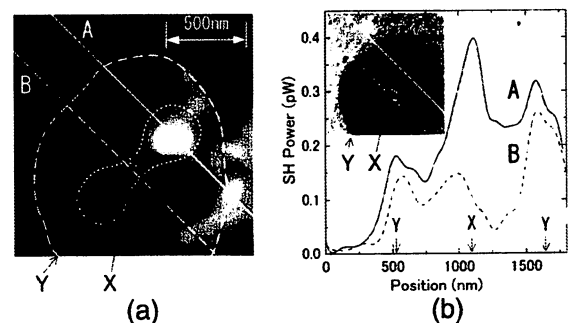 A
B
500nm
Y X
(a)
SH Power (pW)
0.4
0.3
0.2
0.1
0.0
A
B
Y X
Y X Y
0 500 1000 1500
Position (nm)
(b)